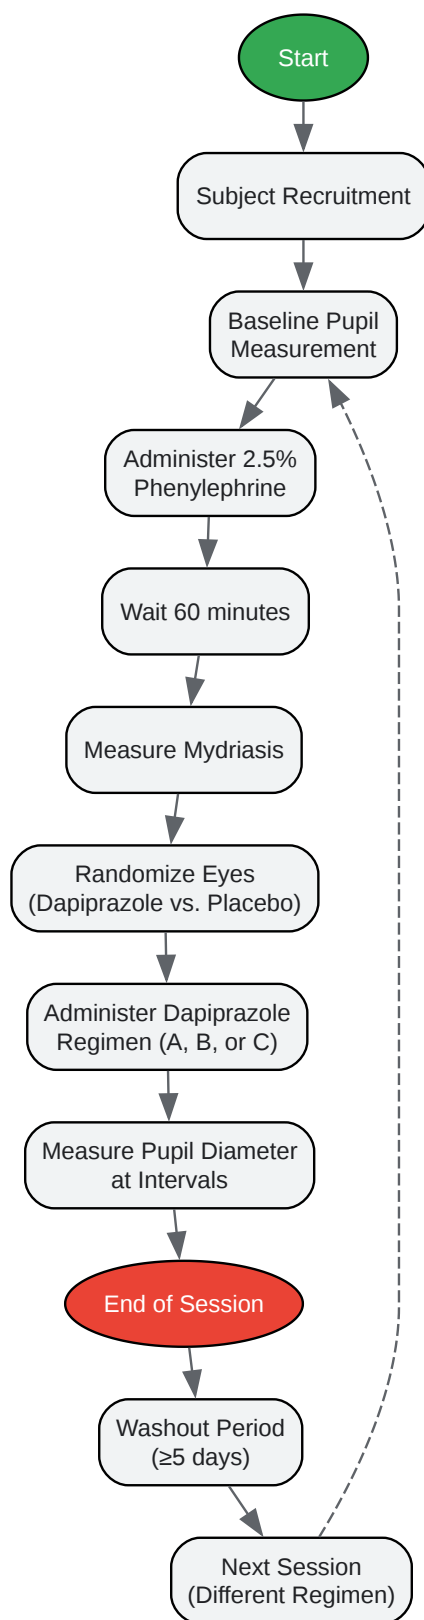 Start
Subject Recruitment
Baseline Pupil
Measurement
Administer 2.5%
Phenylephrine
Wait 60 minutes
Measure Mydriasis
Randomize Eyes
(Dapiprazole vs. Placebo)
Administer Dapiprazole
Regimen (A, B, or C)
Measure Pupil Diameter
at Intervals
End of Session
Washout Period
(≥5 days)
Next Session
(Different Regimen)